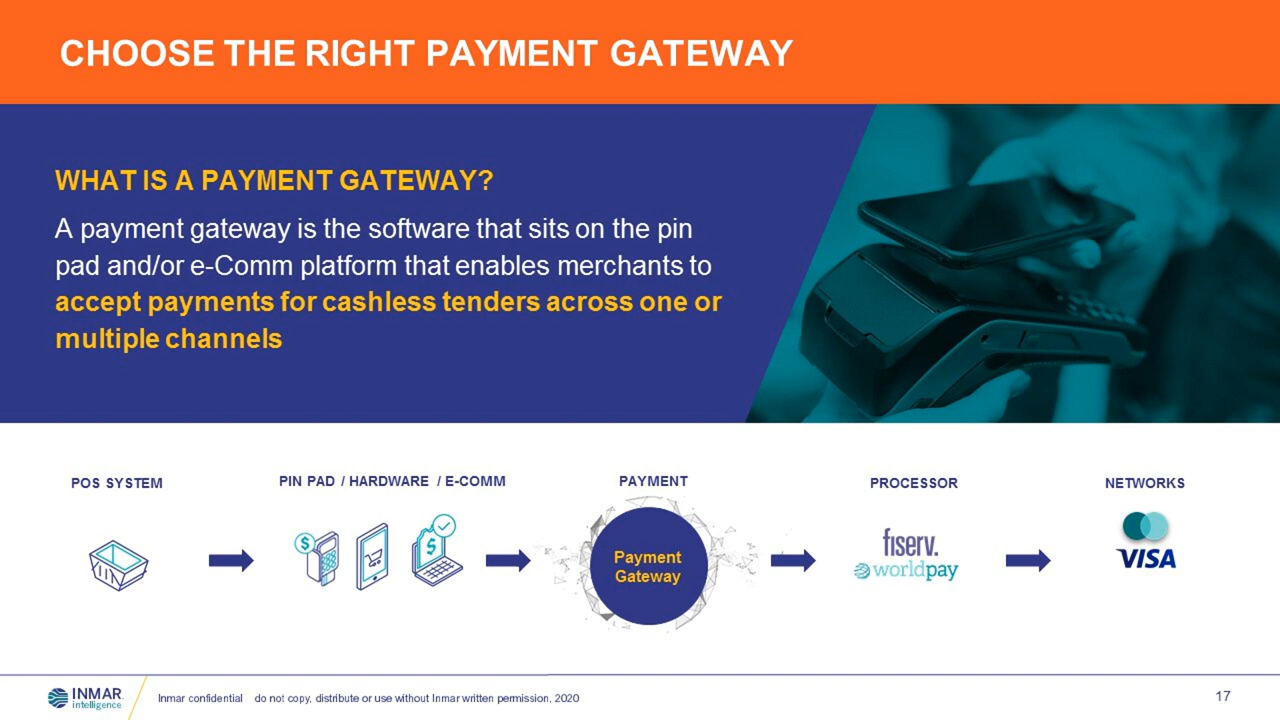 CHOOSE THE RIGHT PAYMENT GATEWAY
WHAT IS A PAYMENT GATEWAY?
A payment gateway is the software that sits on the pin
pad and/or e-Comm platform that enables merchants to
accept payments for cashless tenders across one or
multiple channels
POS SYSTEM
PIN PAD / HARDWARE / E-COMM
PAYMENT
PROCESSOR
NETWORKS
$
$
Payment
Gateway
fiserv.
worldpay
VISA
INMAR
intelligence
Inmar confidential do not copy, distribute or use without Inmar written permission, 2020
17